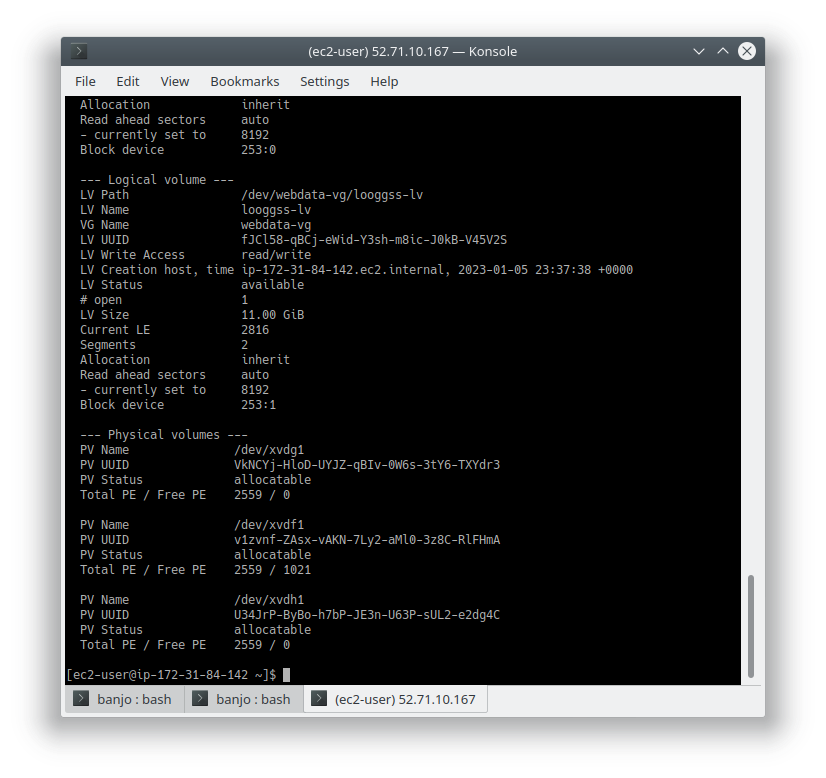 (ec2-user) 52.71.10.167 — Konsole
File Edit View Bookmarks Settings Help
Allocation inherit
Read ahead sectors auto
- currently set to 8192
Block device 253:0
--- Logical volume ---
LV Path /dev/webdata-vg/looggss-lv
LV Name looggss-lv
VG Name webdata-vg
LV UUID fJCl58-qBCj-eWid-Y3sh-m8ic-J0kB-V45V2S
LV Write Access read/write
LV Creation host, time ip-172-31-84-142.ec2.internal, 2023-01-05 23:37:38 +0000
LV Status available
# open 1
LV Size 11.00 GiB
Current LE 2816
Segments 2
Allocation inherit
Read ahead sectors auto
- currently set to 8192
Block device 253:1
--- Physical volumes ---
PV Name /dev/xvdg1
PV UUID VkNCYj-HloD-UYJZ-qBIv-0W6s-3tY6-TXYdr3
PV Status allocatable
Total PE / Free PE 2559 / 0
PV Name /dev/xvdf1
PV UUID v1zvnf-ZAsx-vAKN-7Ly2-aMl0-3z8C-RlFHmA
PV Status allocatable
Total PE / Free PE 2559 / 1021
PV Name /dev/xvdh1
PV UUID U34JrP-ByBo-h7bP-JE3n-U63P-sUL2-e2dg4C
PV Status allocatable
Total PE / Free PE 2559 / 0
[ec2-user@ip-172-31-84-142 ~]$
banjo : bash banjo : bash (ec2-user) 52.71.10.167